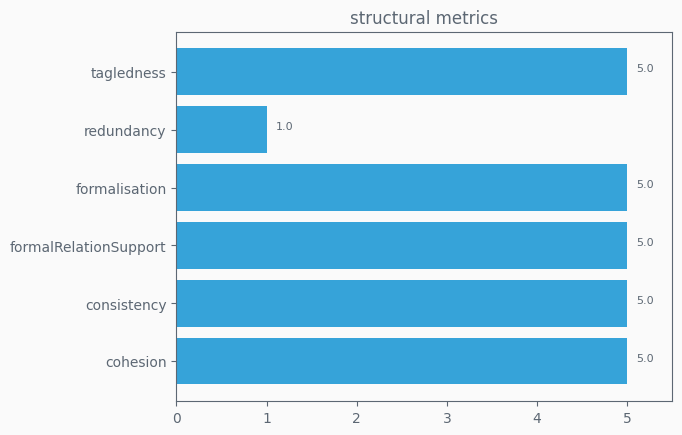 structural metrics
tagledness 5.0
redundancy 1.0
formalisation 5.0
formalRelationSupport 5.0
consistency 5.0
cohesion 5.0
0 1 2 3 4 5